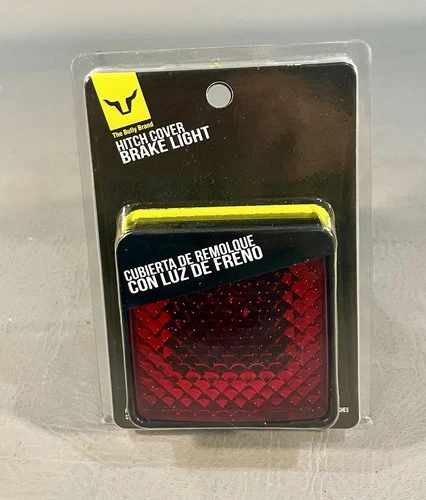 The Bully Brand
HITCH COVER
BRAKE LIGHT
CUBIERTA DE REMOLQUE
CON LUZ DE FRENO